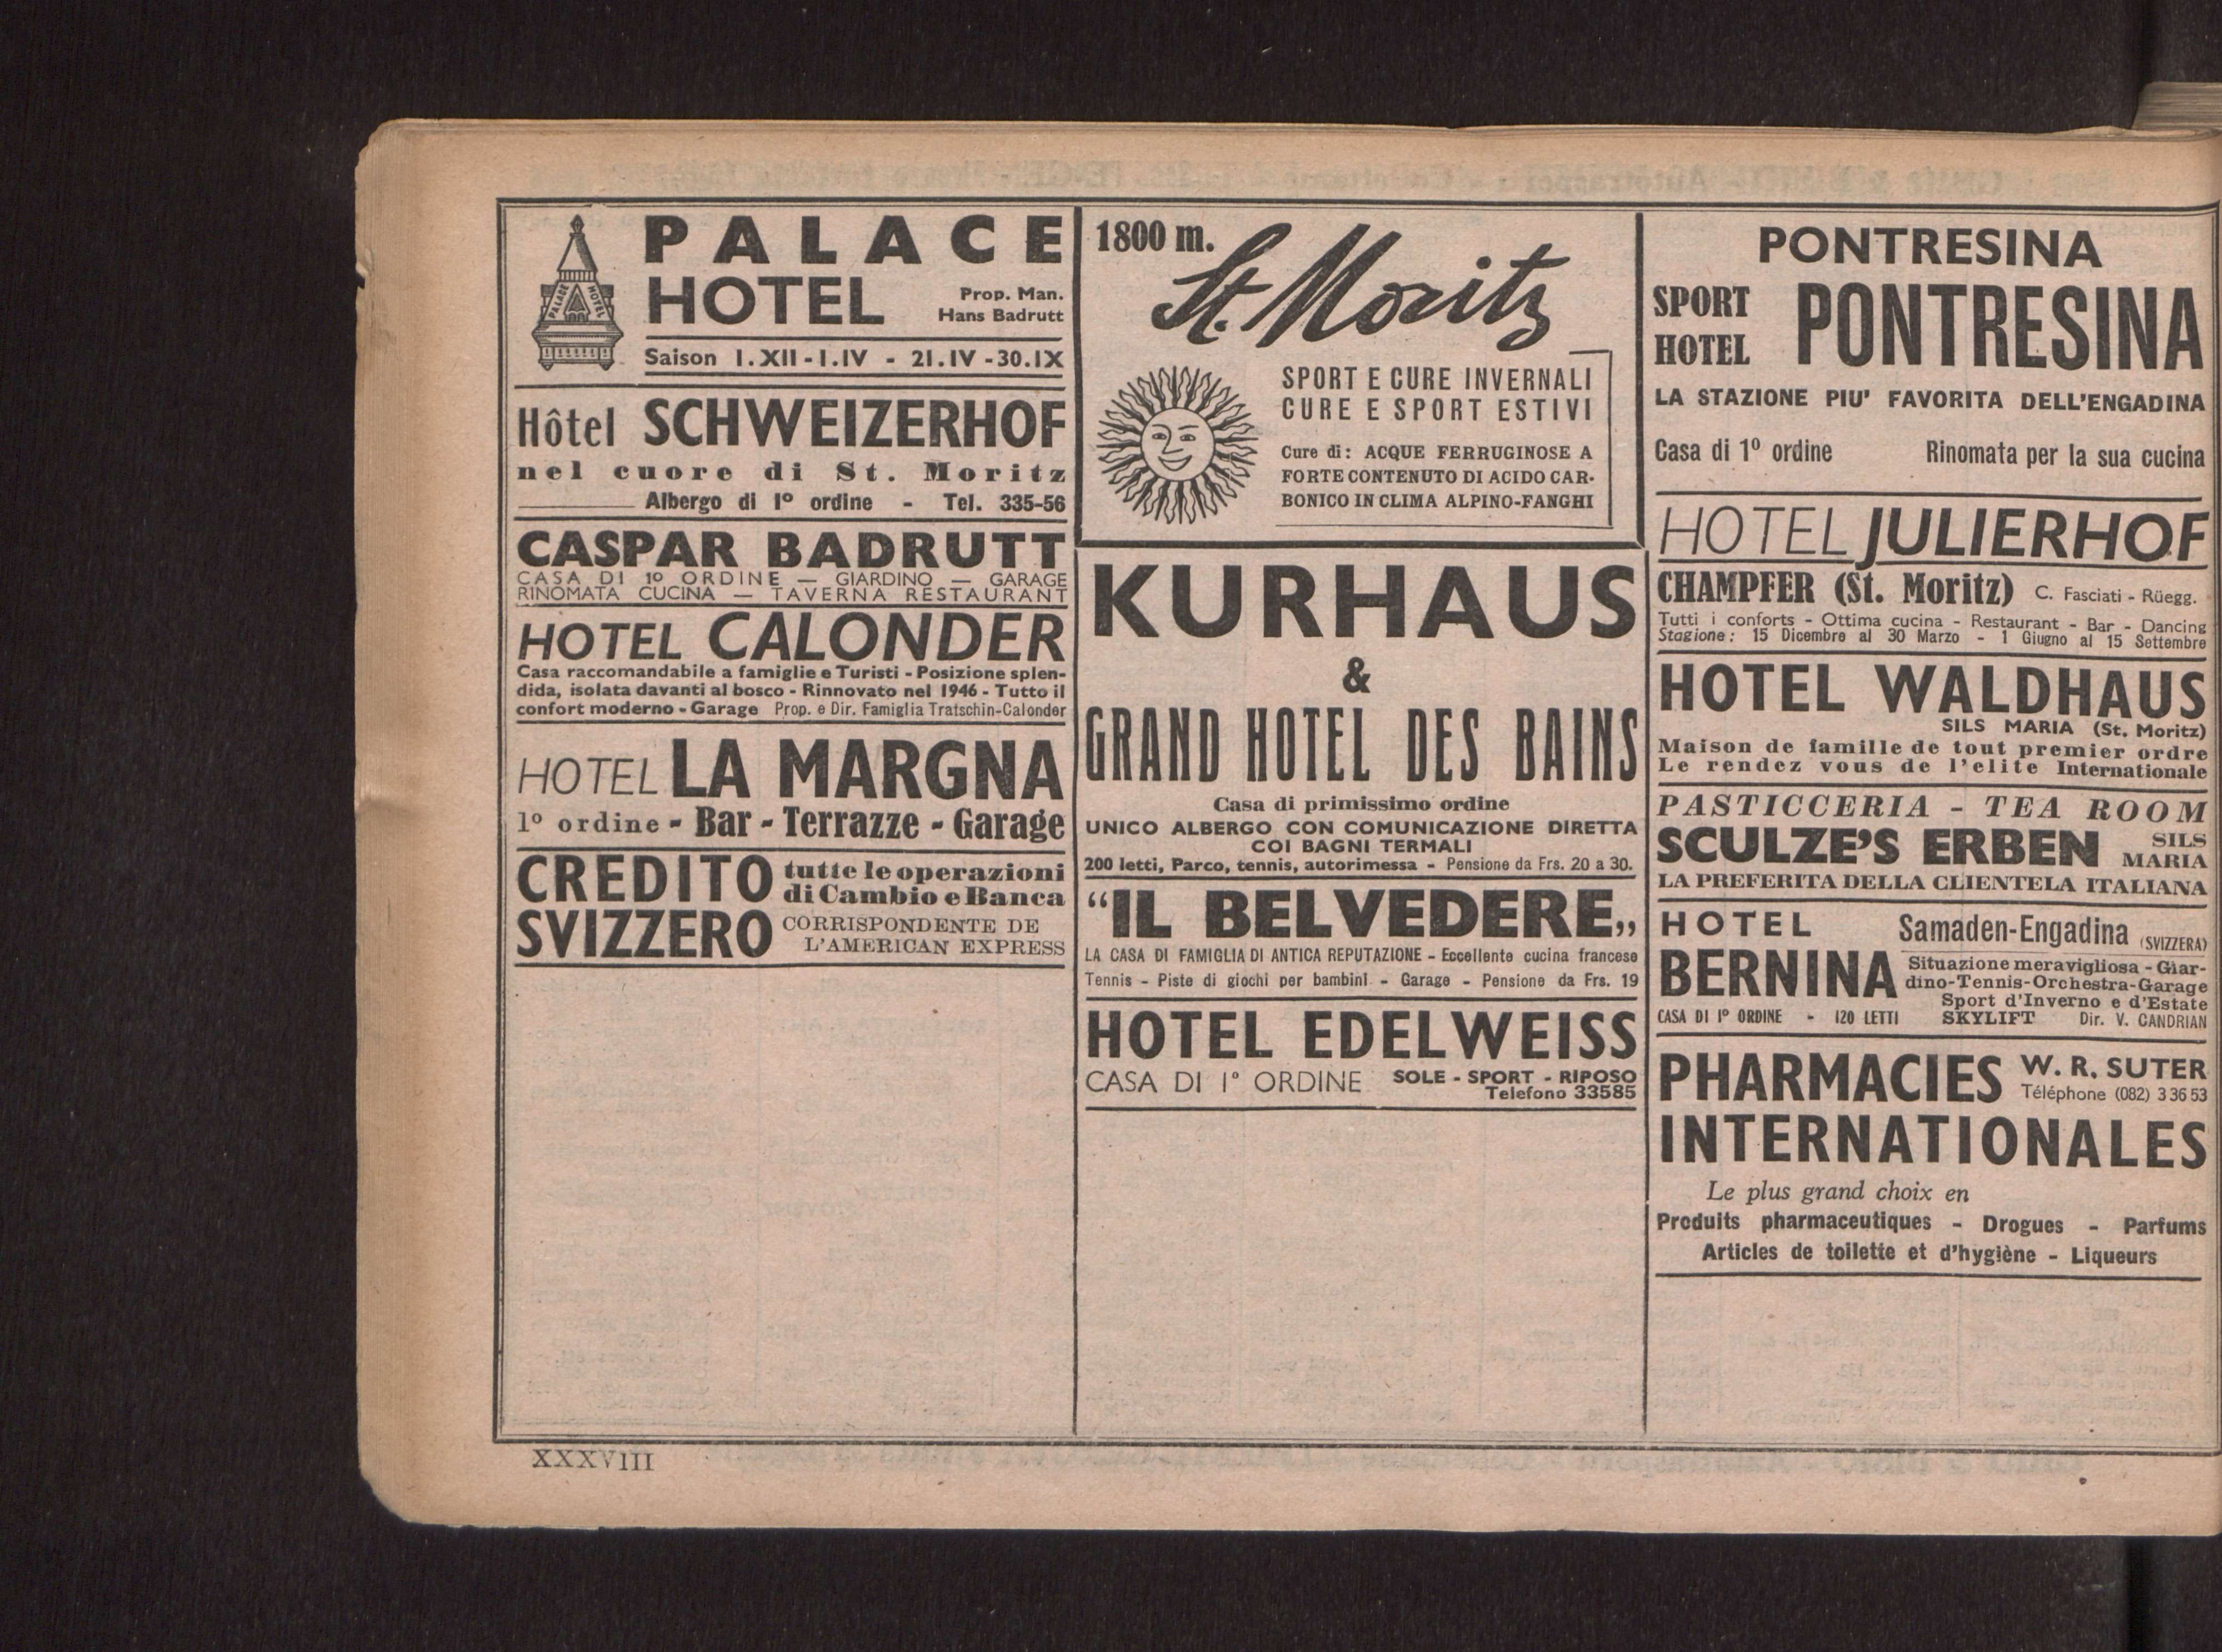 PALACE
HOTEL
Prop. Man.
Hans Badrutt
PALACE HOTEL
Saison 1.XII - 1.IV - 21.IV - 30.IX
Hôtel SCHWEIZERHOF
nel cuore di St. Moritz
Albergo di 1º ordine - Tel. 335-56
CASPAR BADRUTT
CASA DI 1º ORDINE — GIARDINO — GARAGE
RINOMATA CUCINA — TAVERNA RESTAURANT
HOTEL CALONDER
Casa raccomandabile a famiglie e Turisti - Posizione splen-
dida, isolata davanti al bosco - Rinnovato nel 1946 - Tutto il
confort moderno - Garage Prop. e Dir. Famiglia Tratschin-Calonder
HOTEL LA MARGNA
1º ordine - Bar - Terrazze - Garage
CREDITO
SVIZZERO
tutte le operazioni
di Cambio e Banca
CORRISPONDENTE DE
L'AMERICAN EXPRESS
1800 m.
St. Moritz
SPORT E CURE INVERNALI
CURE E SPORT ESTIVI
Cure di: ACQUE FERRUGINOSE A
FORTE CONTENUTO DI ACIDO CAR-
BONICO IN CLIMA ALPINO-FANGHI
KURHAUS
&
GRAND HOTEL DES BAINS
Casa di primissimo ordine
UNICO ALBERGO CON COMUNICAZIONE DIRETTA
COI BAGNI TERMALI
200 letti, Parco, tennis, autorimessa - Pensione da Frs. 20 a 30.
“IL BELVEDERE„
LA CASA DI FAMIGLIA DI ANTICA REPUTAZIONE - Eccellente cucina francese
Tennis - Piste di giochi per bambini - Garage - Pensione da Frs. 19
HOTEL EDELWEISS
CASA DI 1º ORDINE SOLE - SPORT - RIPOSO
Telefono 33585
PONTRESINA
SPORT
HOTEL
PONTRESINA
LA STAZIONE PIU' FAVORITA DELL'ENGADINA
Casa di 1º ordine Rinomata per la sua cucina
HOTEL JULIERHOF
CHAMPFER (St. Moritz) C. Fasciati - Rüegg.
Tutti i conforts - Ottima cucina - Restaurant - Bar - Dancing
Stagione: 15 Dicembre al 30 Marzo - 1 Giugno al 15 Settembre
HOTEL WALDHAUS
SILS MARIA (St. Moritz)
Maison de famille de tout premier ordre
Le rendez vous de l'elite Internationale
PASTICCERIA - TEA ROOM
SCULZE'S ERBEN SILS
MARIA
LA PREFERITA DELLA CLIENTELA ITALIANA
HOTEL
BERNINA
CASA DI 1º ORDINE - 120 LETTI
Samaden-Engadina (SVIZZERA)
Situazione meravigliosa - Giar-
dino-Tennis-Orchestra-Garage
Sport d'Inverno e d'Estate
SKYLIFT Dir. V. CANDRIAN
PHARMACIES
W. R. SUTER
Téléphone (082) 3 36 53
INTERNATIONALES
Le plus grand choix en
Produits pharmaceutiques - Drogues - Parfums
Articles de toilette et d'hygiène - Liqueurs
XXXVIII